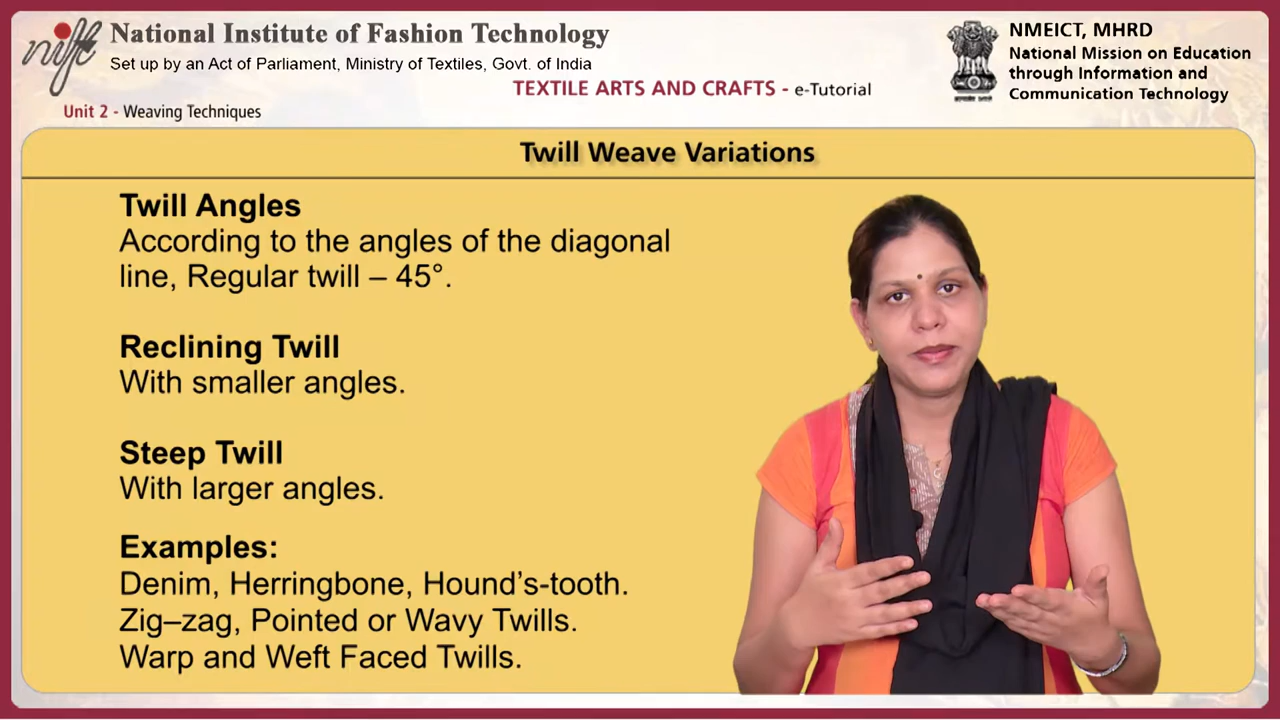 nift
National Institute of Fashion Technology
Set up by an Act of Parliament, Ministry of Textiles, Govt. of India
NMEICT, MHRD
National Mission on Education
through Information and
Communication Technology
TEXTILE ARTS AND CRAFTS - e-Tutorial
Unit 2 - Weaving Techniques
Twill Weave Variations
Twill Angles
According to the angles of the diagonal
line, Regular twill – 45°.
Reclining Twill
With smaller angles.
Steep Twill
With larger angles.
Examples:
Denim, Herringbone, Hound’s-tooth.
Zig–zag, Pointed or Wavy Twills.
Warp and Weft Faced Twills.